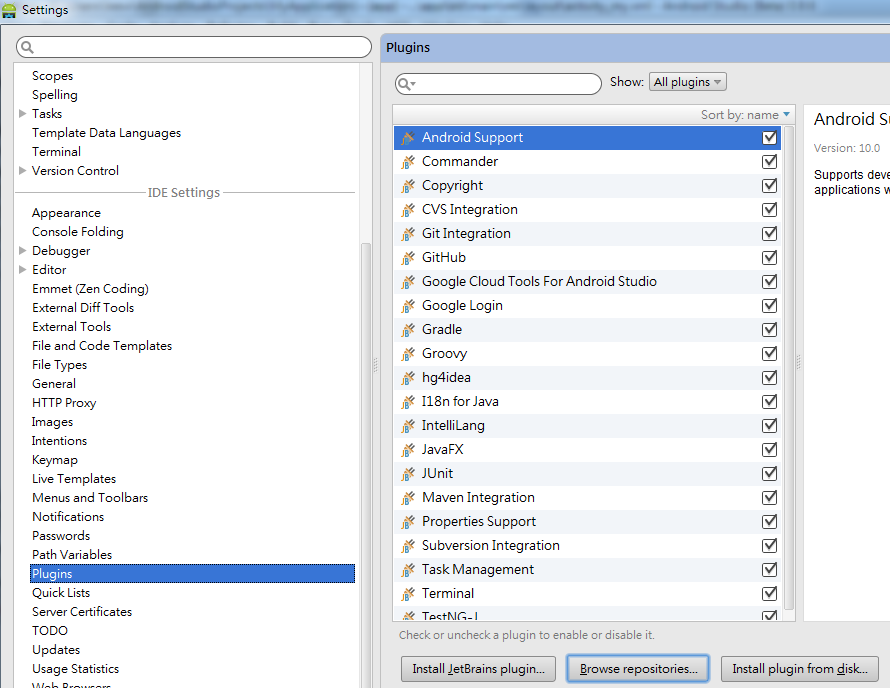 Settings
Scopes
Spelling
Tasks
Template Data Languages
Terminal
Version Control
IDE Settings
Appearance
Console Folding
Debugger
Editor
Emmet (Zen Coding)
External Diff Tools
External Tools
File and Code Templates
File Types
General
HTTP Proxy
Images
Intentions
Keymap
Live Templates
Menus and Toolbars
Notifications
Passwords
Path Variables
Plugins
Quick Lists
Server Certificates
TODO
Updates
Usage Statistics
Web Browsers
Plugins
Show: All plugins
Sort by: name
Android Support
Commander
Copyright
CVS Integration
Git Integration
GitHub
Google Cloud Tools For Android Studio
Google Login
Gradle
Groovy
hg4idea
I18n for Java
IntelliLang
JavaFX
JUnit
Maven Integration
Properties Support
Subversion Integration
Task Management
Terminal
TestNG-J
Check or uncheck a plugin to enable or disable it.
Install JetBrains plugin...
Browse repositories...
Install plugin from disk...
Android Su
Version: 10.0
Supports deve
applications w